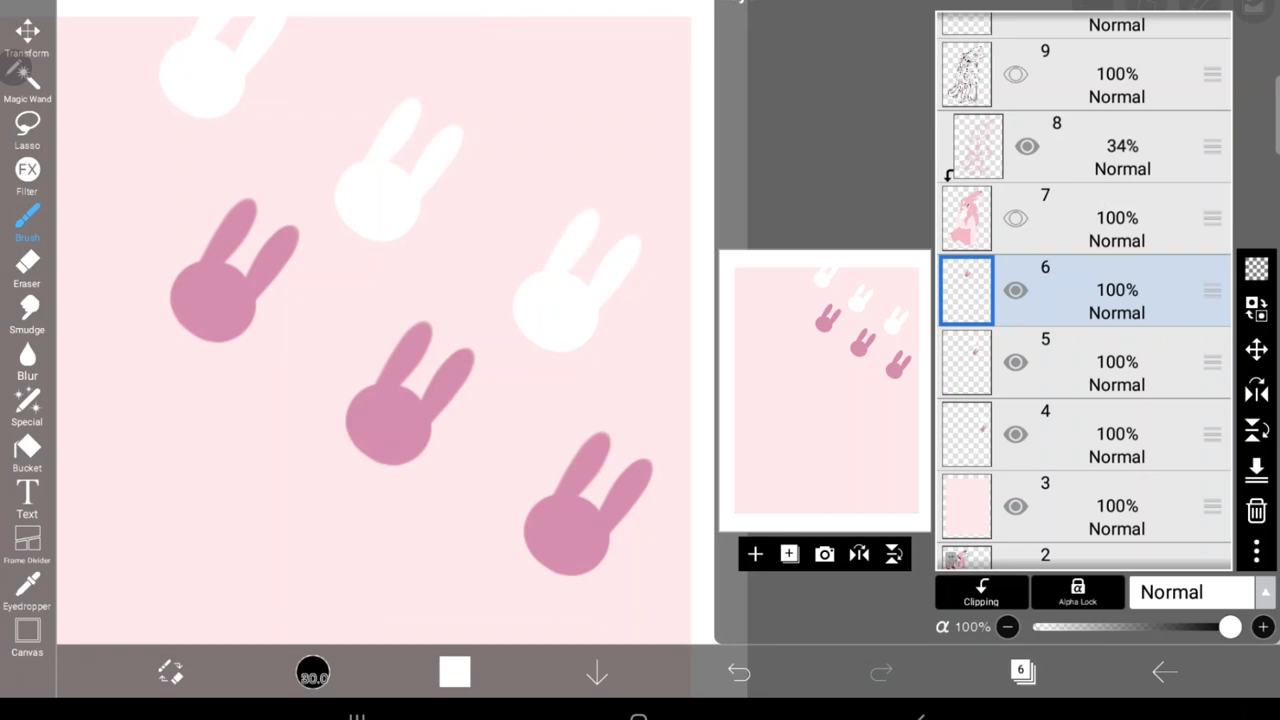 Transform
Magic Wand
Lasso
FX
Filter
Brush
Eraser
Smudge
Blur
Special
Bucket
T
Text
Frame Divider
Eyedropper
Canvas
30.0
6
Normal
9
100%
Normal
8
34%
Normal
7
100%
Normal
6
100%
Normal
5
100%
Normal
4
100%
Normal
3
100%
Normal
2
Clipping
Alpha Lock
Normal
α 100%